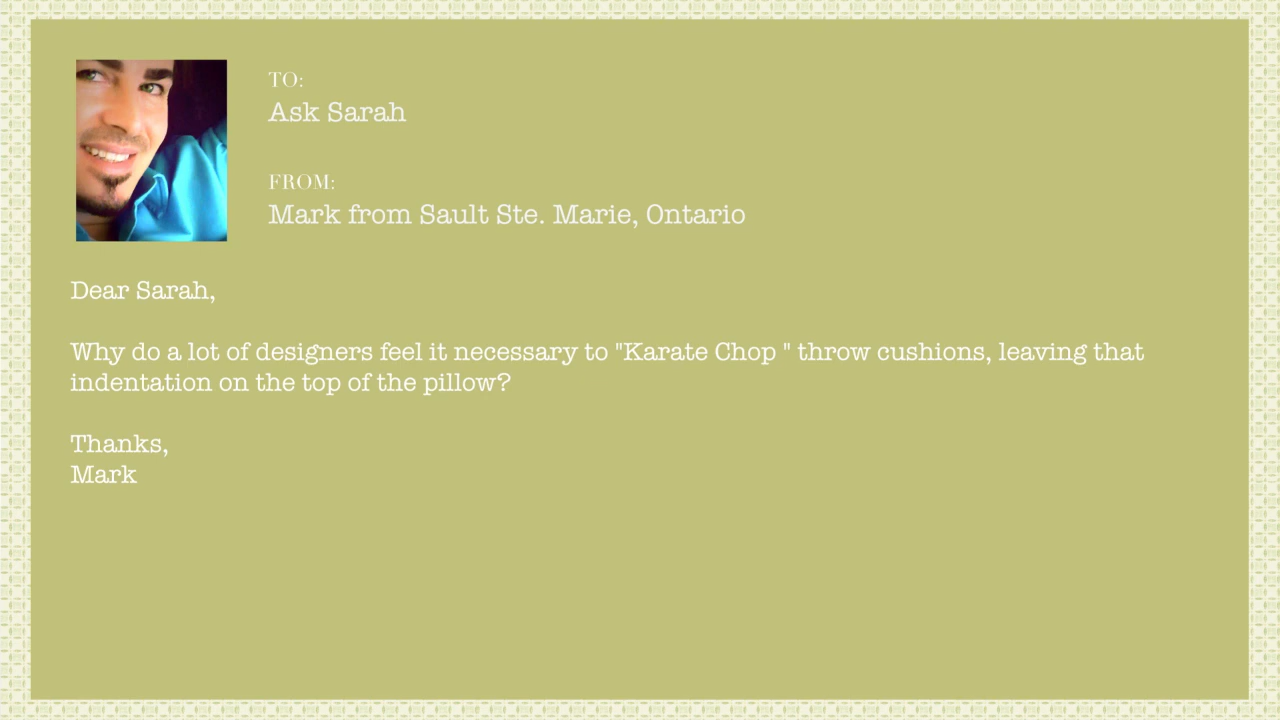 TO:
Ask Sarah
FROM:
Mark from Sault Ste. Marie, Ontario
Dear Sarah,
Why do a lot of designers feel it necessary to "Karate Chop " throw cushions, leaving that
indentation on the top of the pillow?
Thanks,
Mark